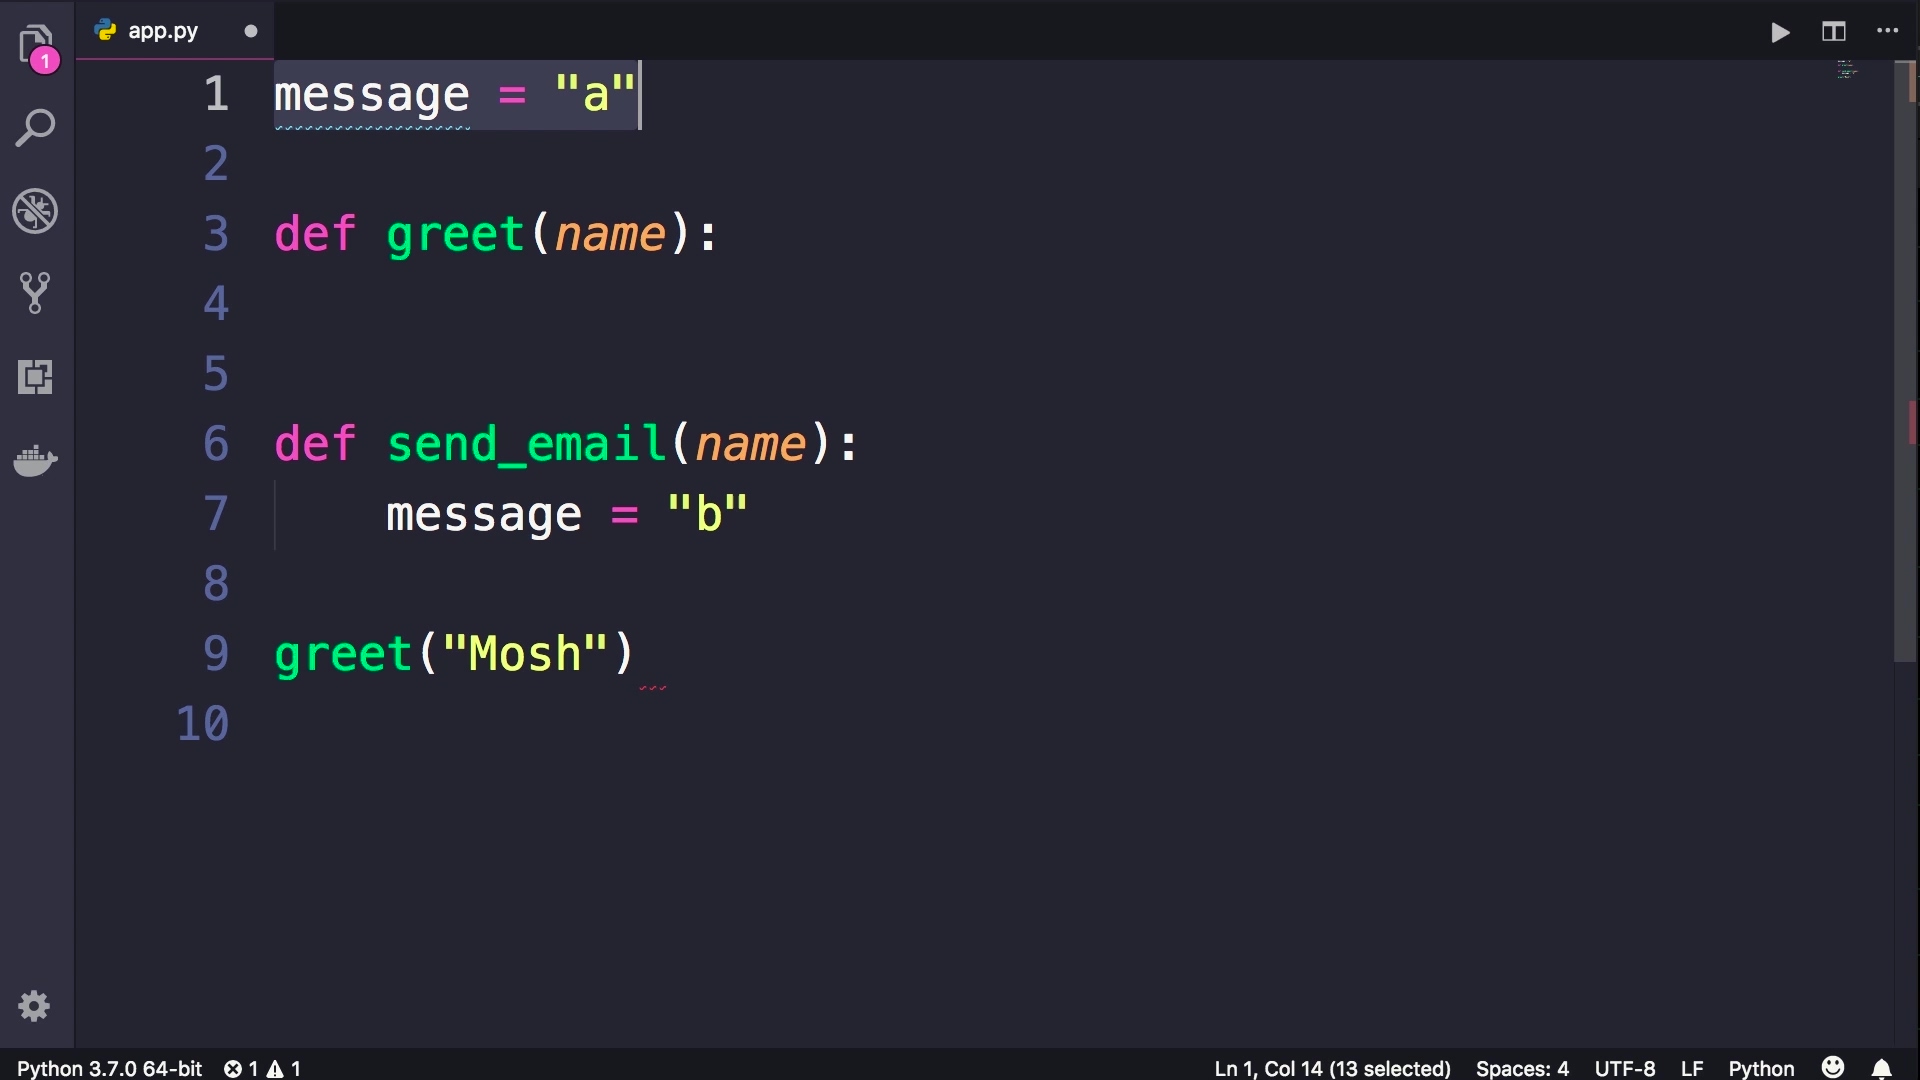 1
app.py
1 message = "a"
2
3 def greet(name):
4
5
6 def send_email(name):
7     message = "b"
8
9 greet("Mosh")
10
Python 3.7.0 64-bit 1 1 Ln 1, Col 14 (13 selected) Spaces: 4 UTF-8 LF Python